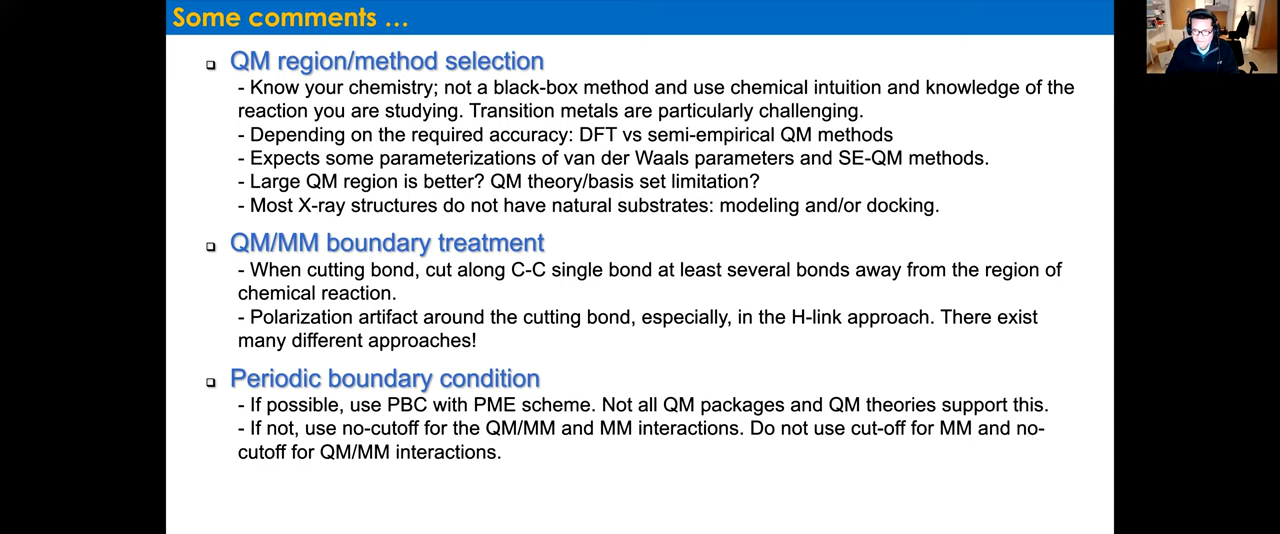 Some comments …
QM region/method selection
- Know your chemistry; not a black-box method and use chemical intuition and knowledge of the
reaction you are studying. Transition metals are particularly challenging.
- Depending on the required accuracy: DFT vs semi-empirical QM methods
- Expects some parameterizations of van der Waals parameters and SE-QM methods.
- Large QM region is better? QM theory/basis set limitation?
- Most X-ray structures do not have natural substrates: modeling and/or docking.
QM/MM boundary treatment
- When cutting bond, cut along C-C single bond at least several bonds away from the region of
chemical reaction.
- Polarization artifact around the cutting bond, especially, in the H-link approach. There exist
many different approaches!
Periodic boundary condition
- If possible, use PBC with PME scheme. Not all QM packages and QM theories support this.
- If not, use no-cutoff for the QM/MM and MM interactions. Do not use cut-off for MM and no-
cutoff for QM/MM interactions.